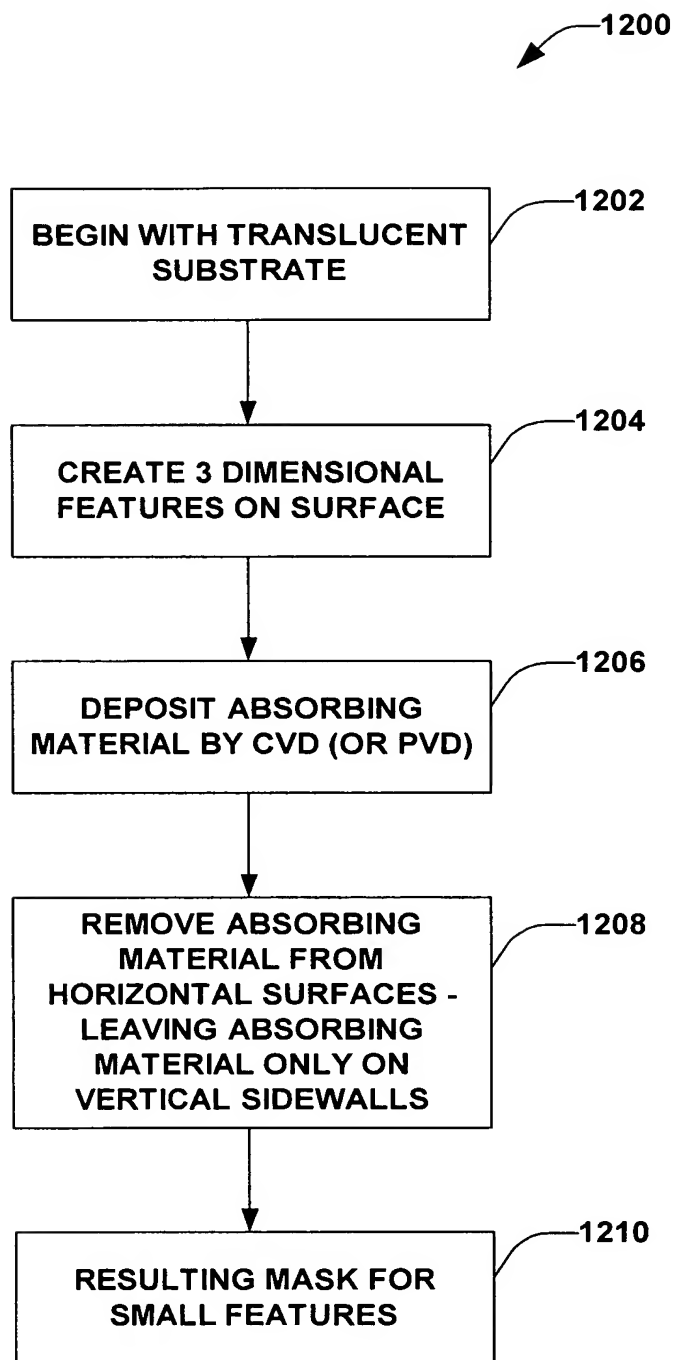 1200
1202
BEGIN WITH TRANSLUCENT
SUBSTRATE
1204
CREATE 3 DIMENSIONAL
FEATURES ON SURFACE
1206
DEPOSIT ABSORBING
MATERIAL BY CVD (OR PVD)
1208
REMOVE ABSORBING
MATERIAL FROM
HORIZONTAL SURFACES -
LEAVING ABSORBING
MATERIAL ONLY ON
VERTICAL SIDEWALLS
1210
RESULTING MASK FOR
SMALL FEATURES